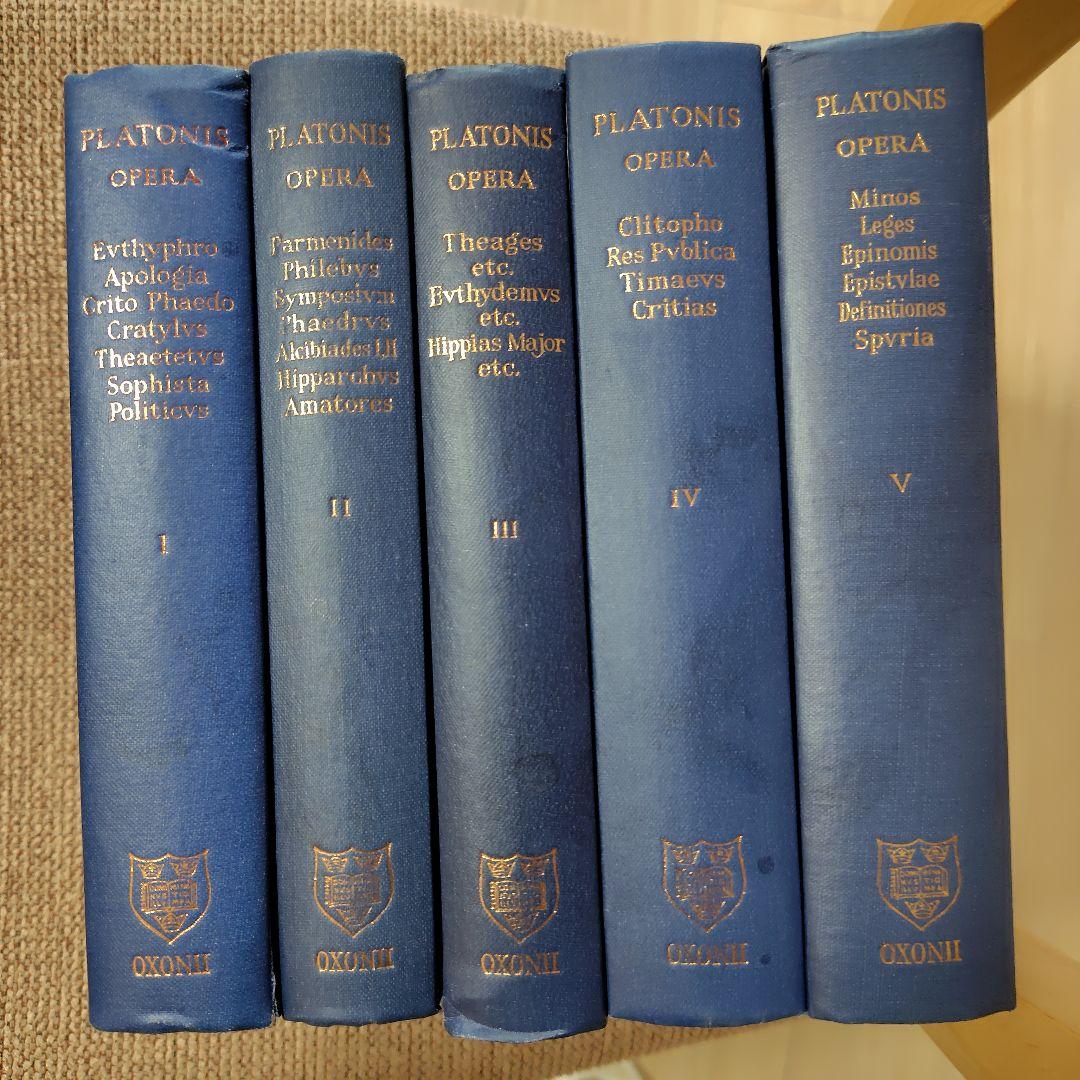 PLATONIS
OPERA
Evthyphro
Apologia
Crito Phaedo
Cratylvs
Theaetetvs
Sophista
Politicvs
I
OXONII
PLATONIS
OPERA
Parmenides
Philebvs
Symposivm
Phaedrvs
Alcibiades I,II
Hipparchvs
Amatores
II
OXONII
PLATONIS
OPERA
Theages
etc.
Evthydemvs
etc.
Hippias Major
etc.
III
OXONII
PLATONIS
OPERA
Clitopho
Res Pvblica
Timaevs
Critias
IV
OXONII
PLATONIS
OPERA
Minos
Leges
Epinomis
Epistvlae
Definitiones
Spvria
V
OXONII